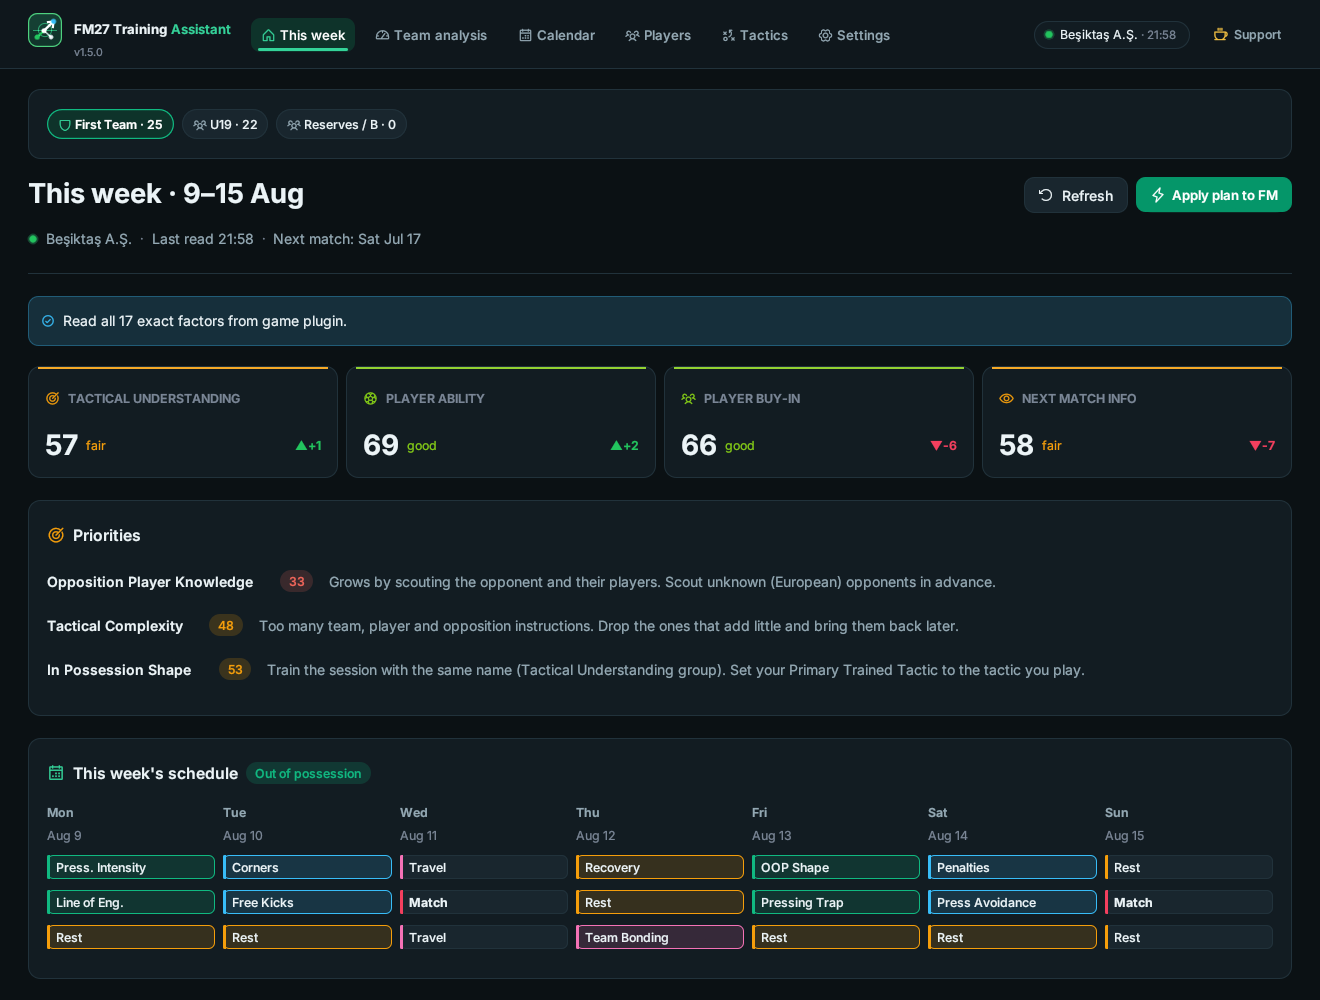 FM27 Training Assistant
v1.5.0
This week
Team analysis
Calendar
Players
Tactics
Settings
Beşiktaş A.Ş. · 21:58
Support
First Team · 25
U19 · 22
Reserves / B · 0
This week · 9–15 Aug
Refresh
Apply plan to FM
Beşiktaş A.Ş. · Last read 21:58 · Next match: Sat Jul 17
Read all 17 exact factors from game plugin.
TACTICAL UNDERSTANDING
57 fair ▲+1
PLAYER ABILITY
69 good ▲+2
PLAYER BUY-IN
66 good ▼-6
NEXT MATCH INFO
58 fair ▼-7
Priorities
Opposition Player Knowledge 33 Grows by scouting the opponent and their players. Scout unknown (European) opponents in advance.
Tactical Complexity 48 Too many team, player and opposition instructions. Drop the ones that add little and bring them back later.
In Possession Shape 53 Train the session with the same name (Tactical Understanding group). Set your Primary Trained Tactic to the tactic you play.
This week's schedule Out of possession
Mon Tue Wed Thu Fri Sat Sun
Aug 9 Aug 10 Aug 11 Aug 12 Aug 13 Aug 14 Aug 15
Press. Intensity Corners Travel Recovery OOP Shape Penalties Rest
Line of Eng. Free Kicks Match Rest Pressing Trap Press Avoidance Match
Rest Rest Travel Team Bonding Rest Rest Rest